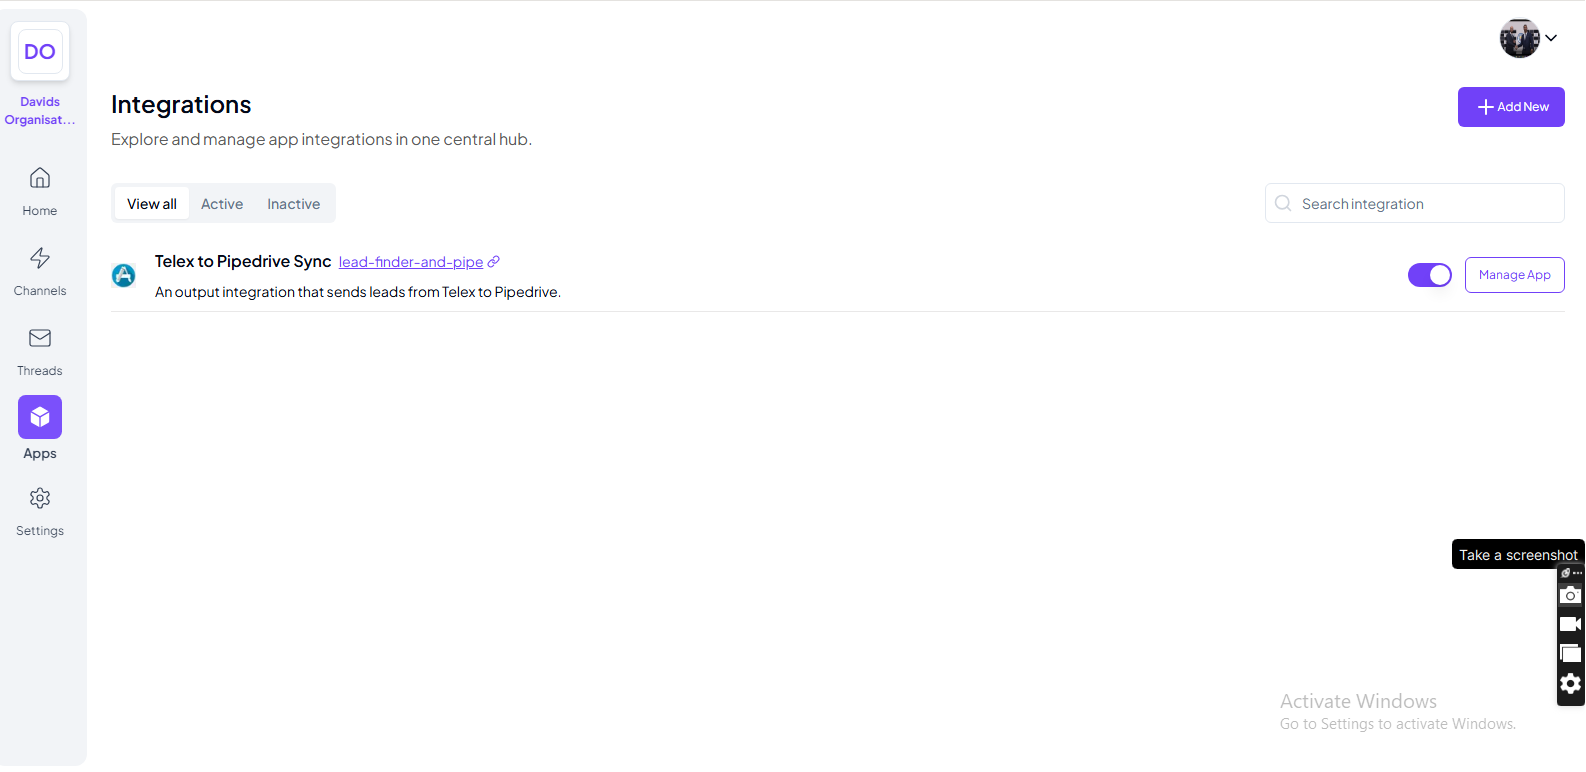 DO
Davids
Organisat...
Home
Channels
Threads
Apps
Settings
Integrations
Explore and manage app integrations in one central hub.
Add New
View all
Active
Inactive
Search integration
Telex to Pipedrive Sync lead-finder-and-pipe
An output integration that sends leads from Telex to Pipedrive.
Manage App
Take a screenshot
Activate Windows
Go to Settings to activate Windows.